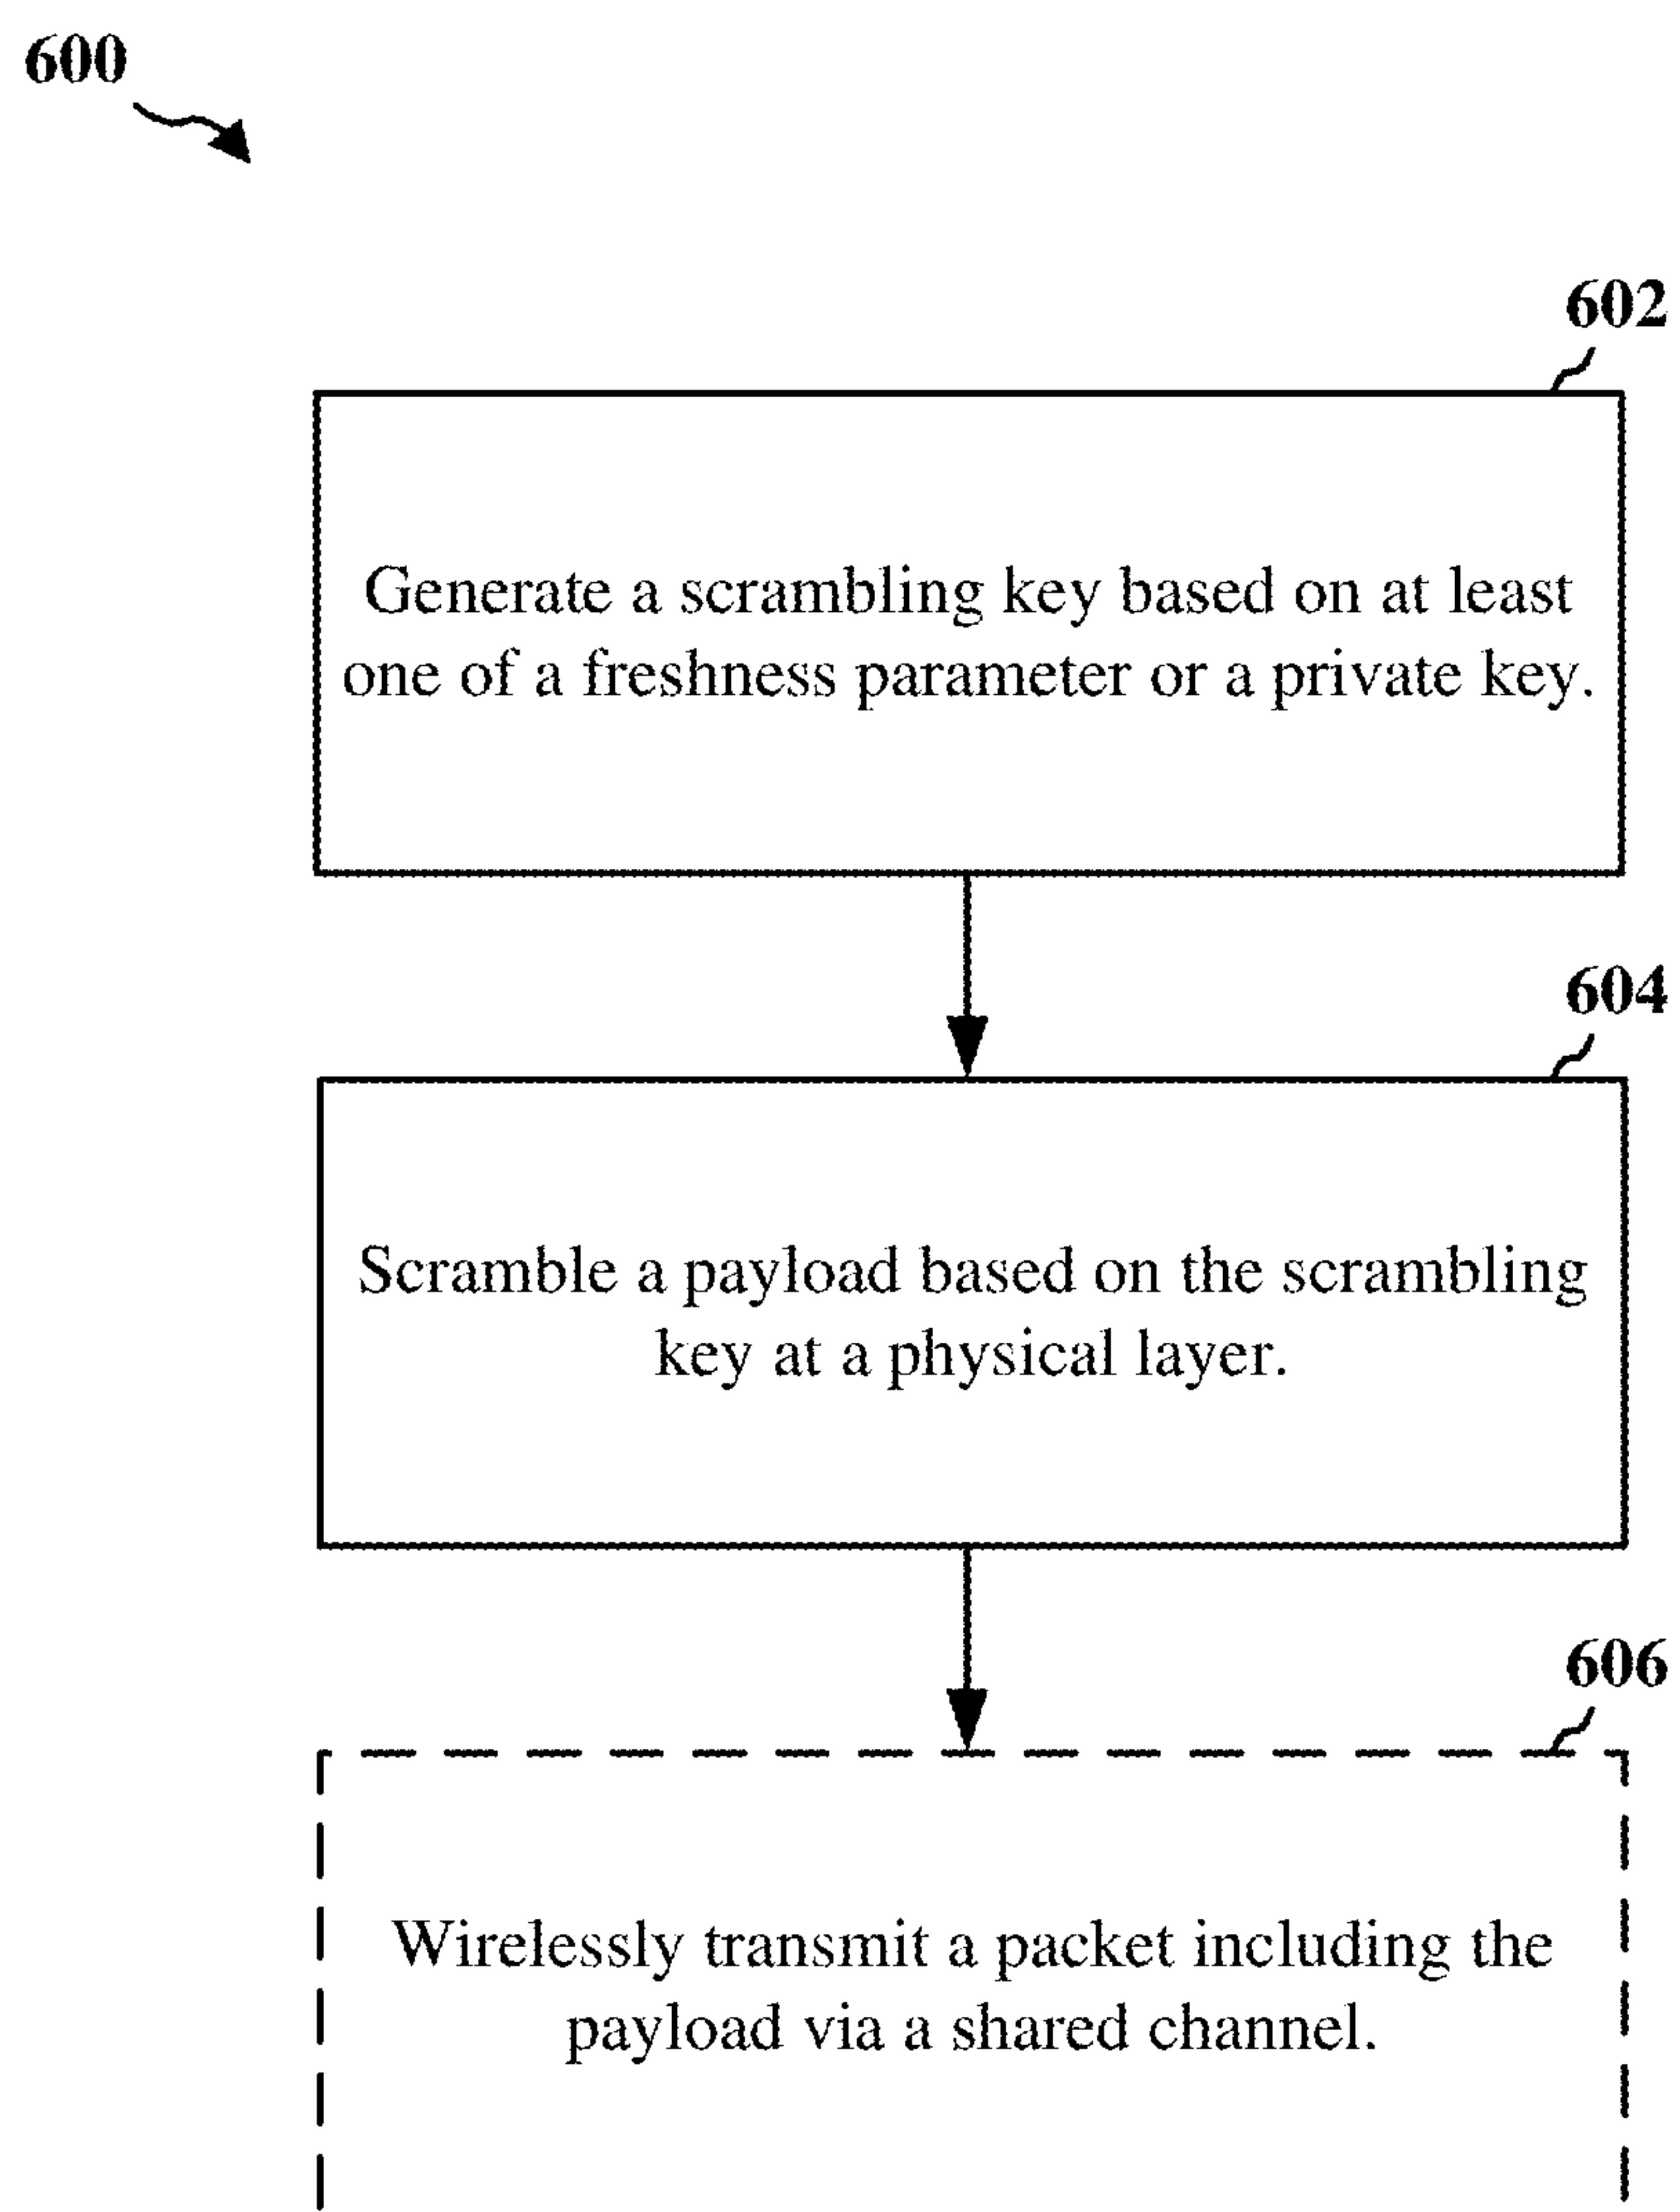 600
602
Generate a scrambling key based on at least
one of a freshness parameter or a private key.
604
Scramble a payload based on the scrambling
key at a physical layer.
606
Wirelessly transmit a packet including the
payload via a shared channel.